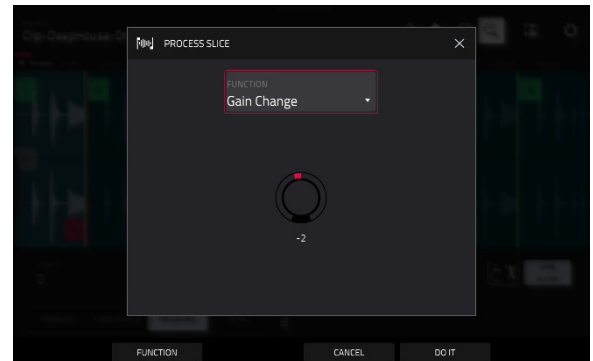 PROCESS SLICE
FUNCTION
Gain Change
-2
FUNCTION
CANCEL
DO IT